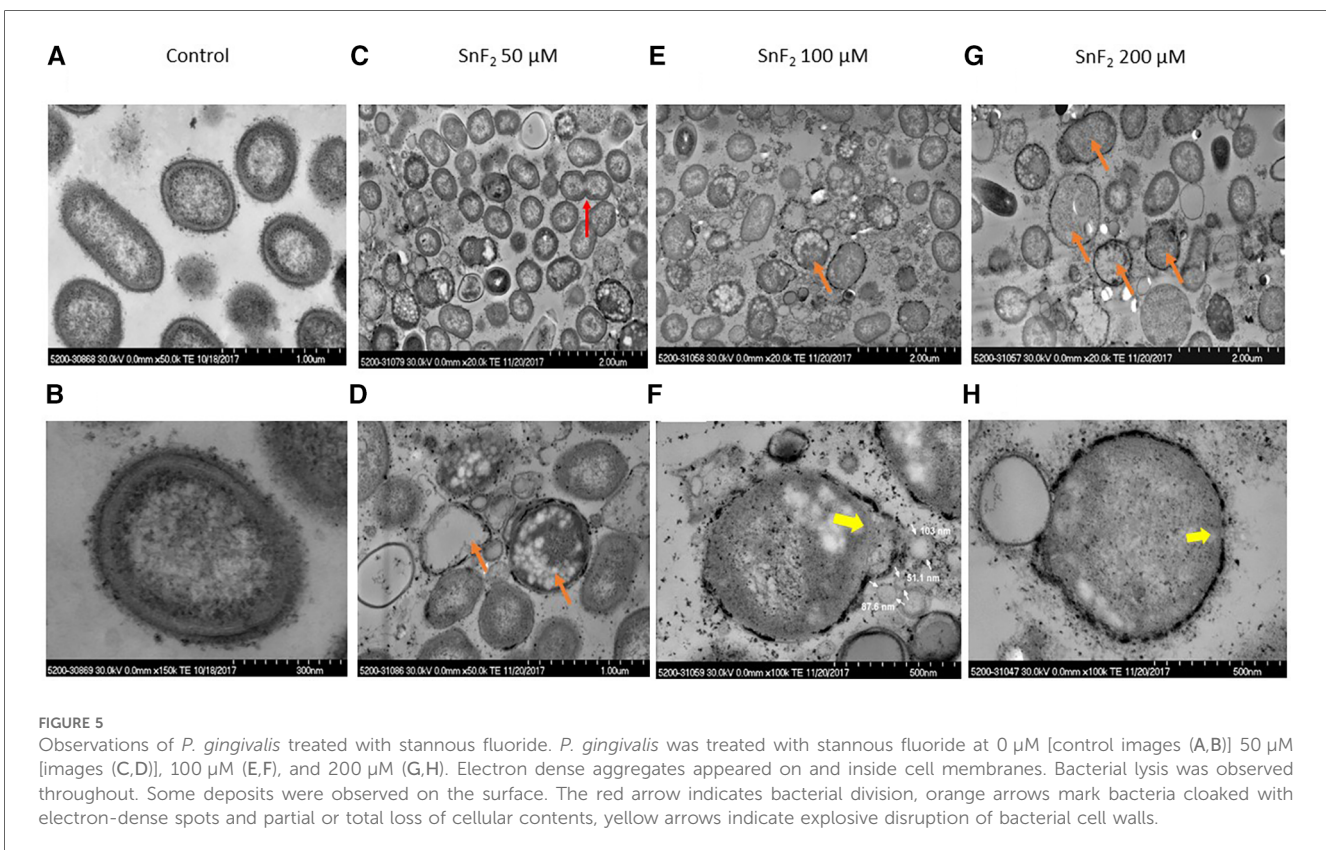 A Control C SnF₂ 50 µM E SnF₂ 100 µM G SnF₂ 200 µM
5200-30868 30.0kV 0.0mm x50.0k TE 10/18/2017 1.00um
5200-31079 30.0kV 0.0mm x20.0k TE 11/20/2017 2.00um
5200-31058 30.0kV 0.0mm x20.0k TE 11/20/2017 2.00um
5200-31057 30.0kV 0.0mm x20.0k TE 11/20/2017 2.00um
B D F H
103 nm
51.1 nm
87.6 nm
5200-30869 30.0kV 0.0mm x150k TE 10/18/2017 300nm
5200-31086 30.0kV 0.0mm x50.0k TE 11/20/2017 1.00um
5200-31059 30.0kV 0.0mm x100k TE 11/20/2017 500nm
5200-31047 30.0kV 0.0mm x100k TE 11/20/2017 500nm
FIGURE 5
Observations of P. gingivalis treated with stannous fluoride. P. gingivalis was treated with stannous fluoride at 0 µM [control images (A,B)] 50 µM
[images (C,D)], 100 µM (E,F), and 200 µM (G,H). Electron dense aggregates appeared on and inside cell membranes. Bacterial lysis was observed
throughout. Some deposits were observed on the surface. The red arrow indicates bacterial division, orange arrows mark bacteria cloaked with
electron-dense spots and partial or total loss of cellular contents, yellow arrows indicate explosive disruption of bacterial cell walls.